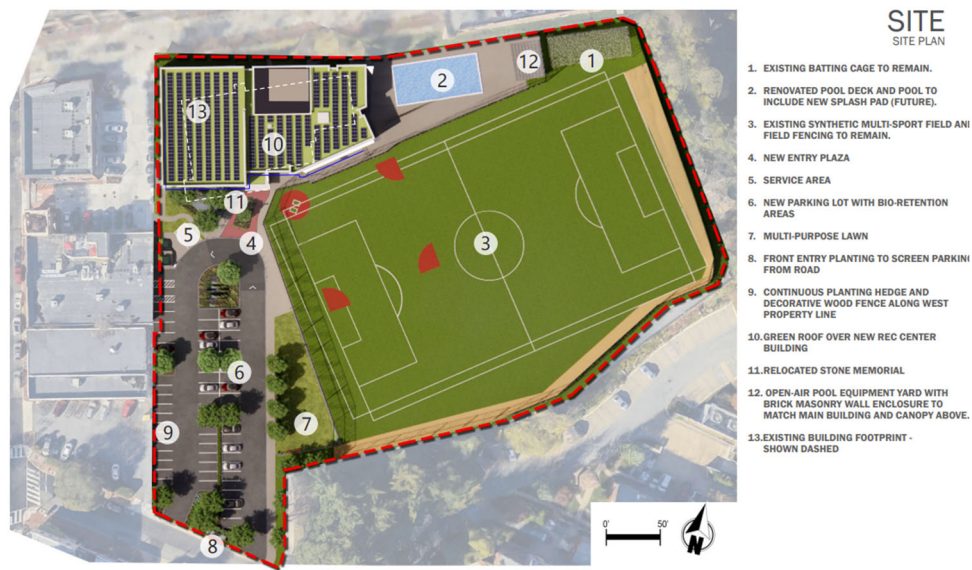 SITE
SITE PLAN
1. EXISTING BATTING CAGE TO REMAIN.
2. RENOVATED POOL DECK AND POOL TO
INCLUDE NEW SPLASH PAD (FUTURE).
3. EXISTING SYNTHETIC MULTI-SPORT FIELD AN
FIELD FENCING TO REMAIN.
4. NEW ENTRY PLAZA
5. SERVICE AREA
6. NEW PARKING LOT WITH BIO-RETENTION
AREAS
7. MULTI-PURPOSE LAWN
8. FRONT ENTRY PLANTING TO SCREEN PARKING
FROM ROAD
9. CONTINUOUS PLANTING HEDGE AND
DECORATIVE WOOD FENCE ALONG WEST
PROPERTY LINE
10.GREEN ROOF OVER NEW REC CENTER
BUILDING
11.RELOCATED STONE MEMORIAL
12. OPEN-AIR POOL EQUIPMENT YARD WITH
BRICK MASONRY WALL ENCLOSURE TO
MATCH MAIN BUILDING AND CANOPY ABOVE.
13.EXISTING BUILDING FOOTPRINT -
SHOWN DASHED
12
1
2
13
10
11
5
4
3
6
7
9
8
0' 50'
N